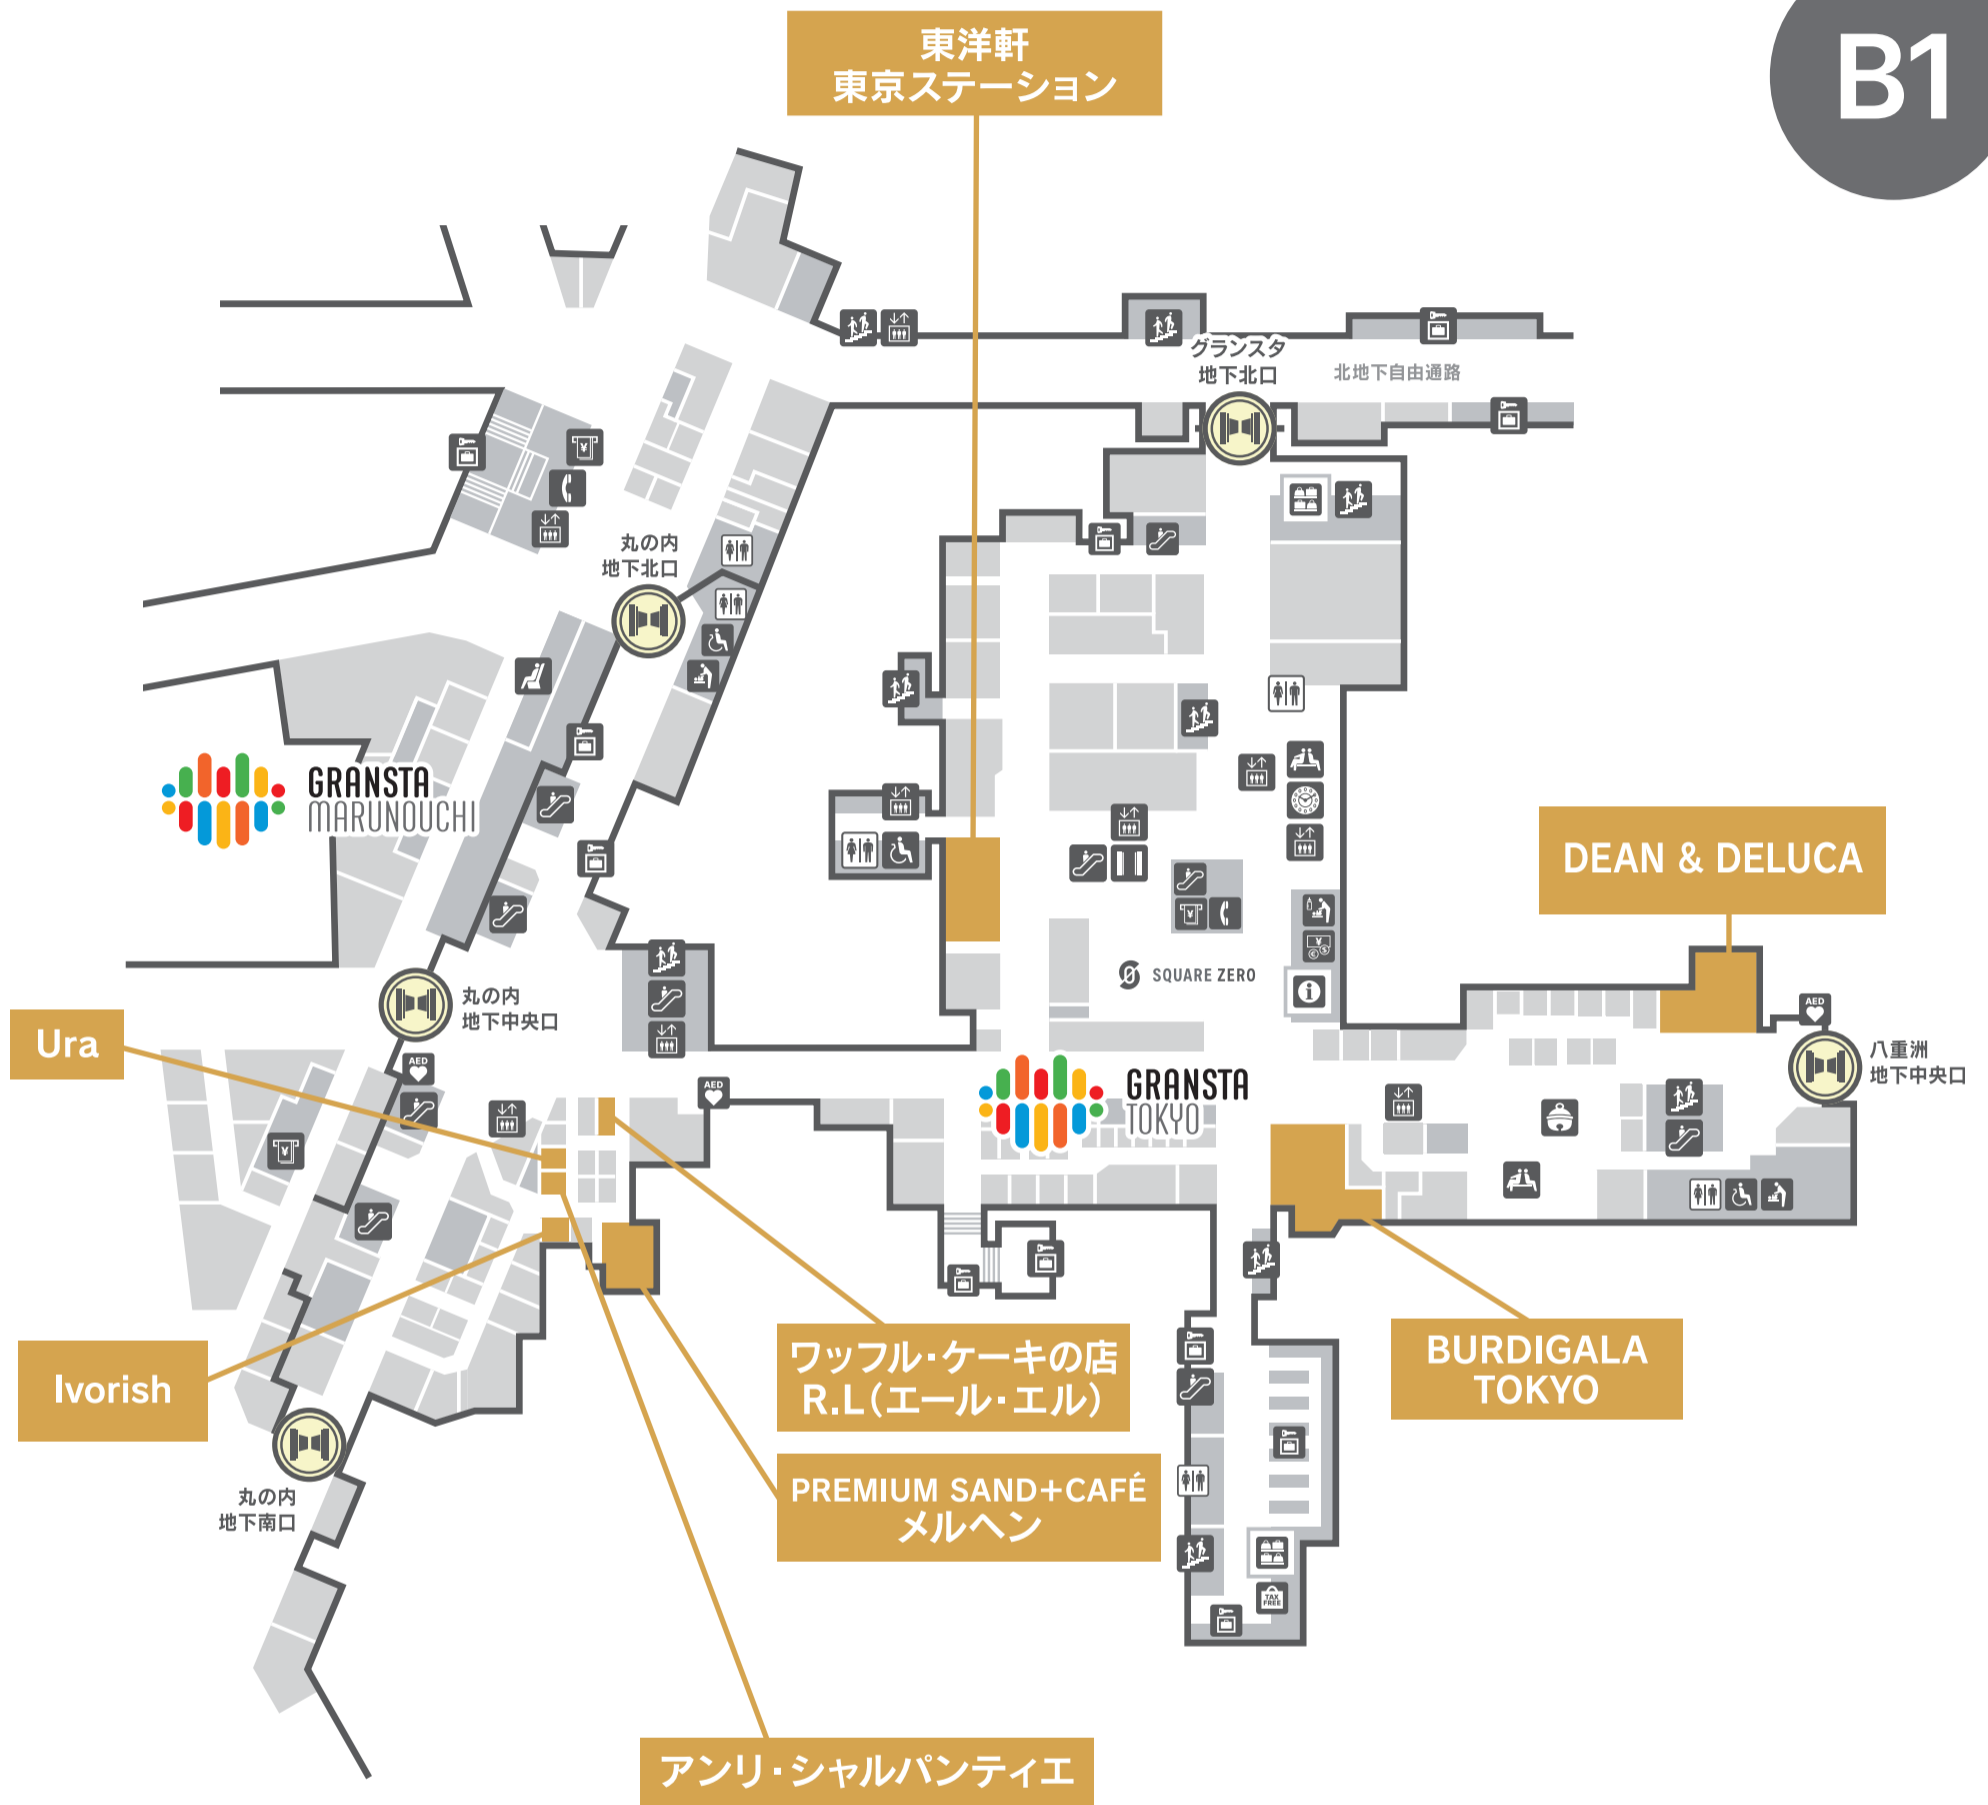 B1
東洋軒
東京ステーション
グランスタ
地下北口
北地下自由通路
丸の内
地下北口
GRANSTA
MARUNOUCHI
DEAN & DELUCA
丸の内
地下中央口
SQUARE ZERO
AED
八重洲
地下中央口
Ura
AED
AED
GRANSTA
TOKYO
Ivorish
ワッフル・ケーキの店
R.L(エール・エル)
BURDIGALA
TOKYO
PREMIUM SAND+CAFÉ
メルヘン
丸の内
地下南口
TAX
FREE
アンリ・シャルパンティエ